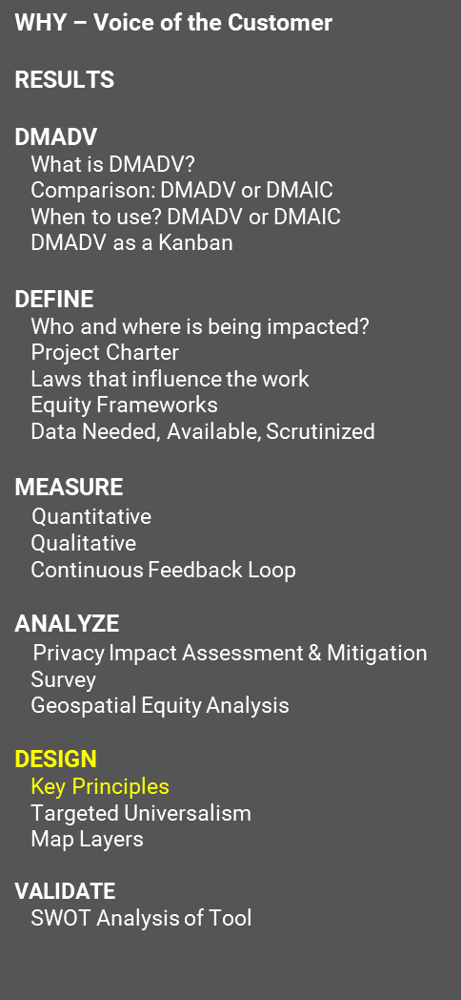 WHY – Voice of the Customer
RESULTS
DMADV
What is DMADV?
Comparison: DMADV or DMAIC
When to use? DMADV or DMAIC
DMADV as a Kanban
DEFINE
Who and where is being impacted?
Project Charter
Laws that influence the work
Equity Frameworks
Data Needed, Available, Scrutinized
MEASURE
Quantitative
Qualitative
Continuous Feedback Loop
ANALYZE
Privacy Impact Assessment & Mitigation
Survey
Geospatial Equity Analysis
DESIGN
Key Principles
Targeted Universalism
Map Layers
VALIDATE
SWOT Analysis of Tool